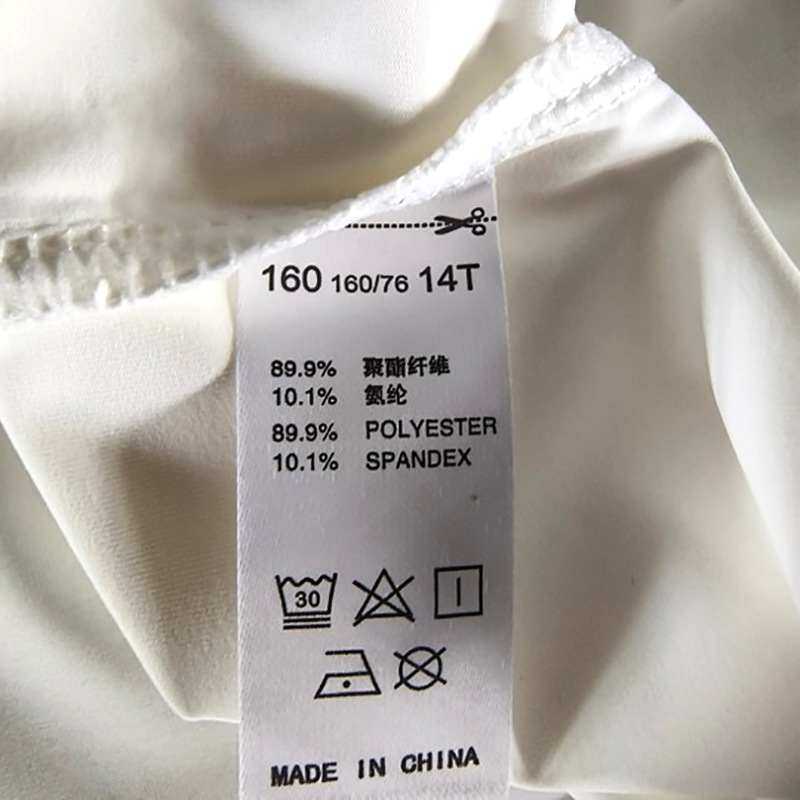 160 160/76 14T
89.9% 聚酯纤维
10.1% 氨纶
89.9% POLYESTER
10.1% SPANDEX
30
MADE IN CHINA